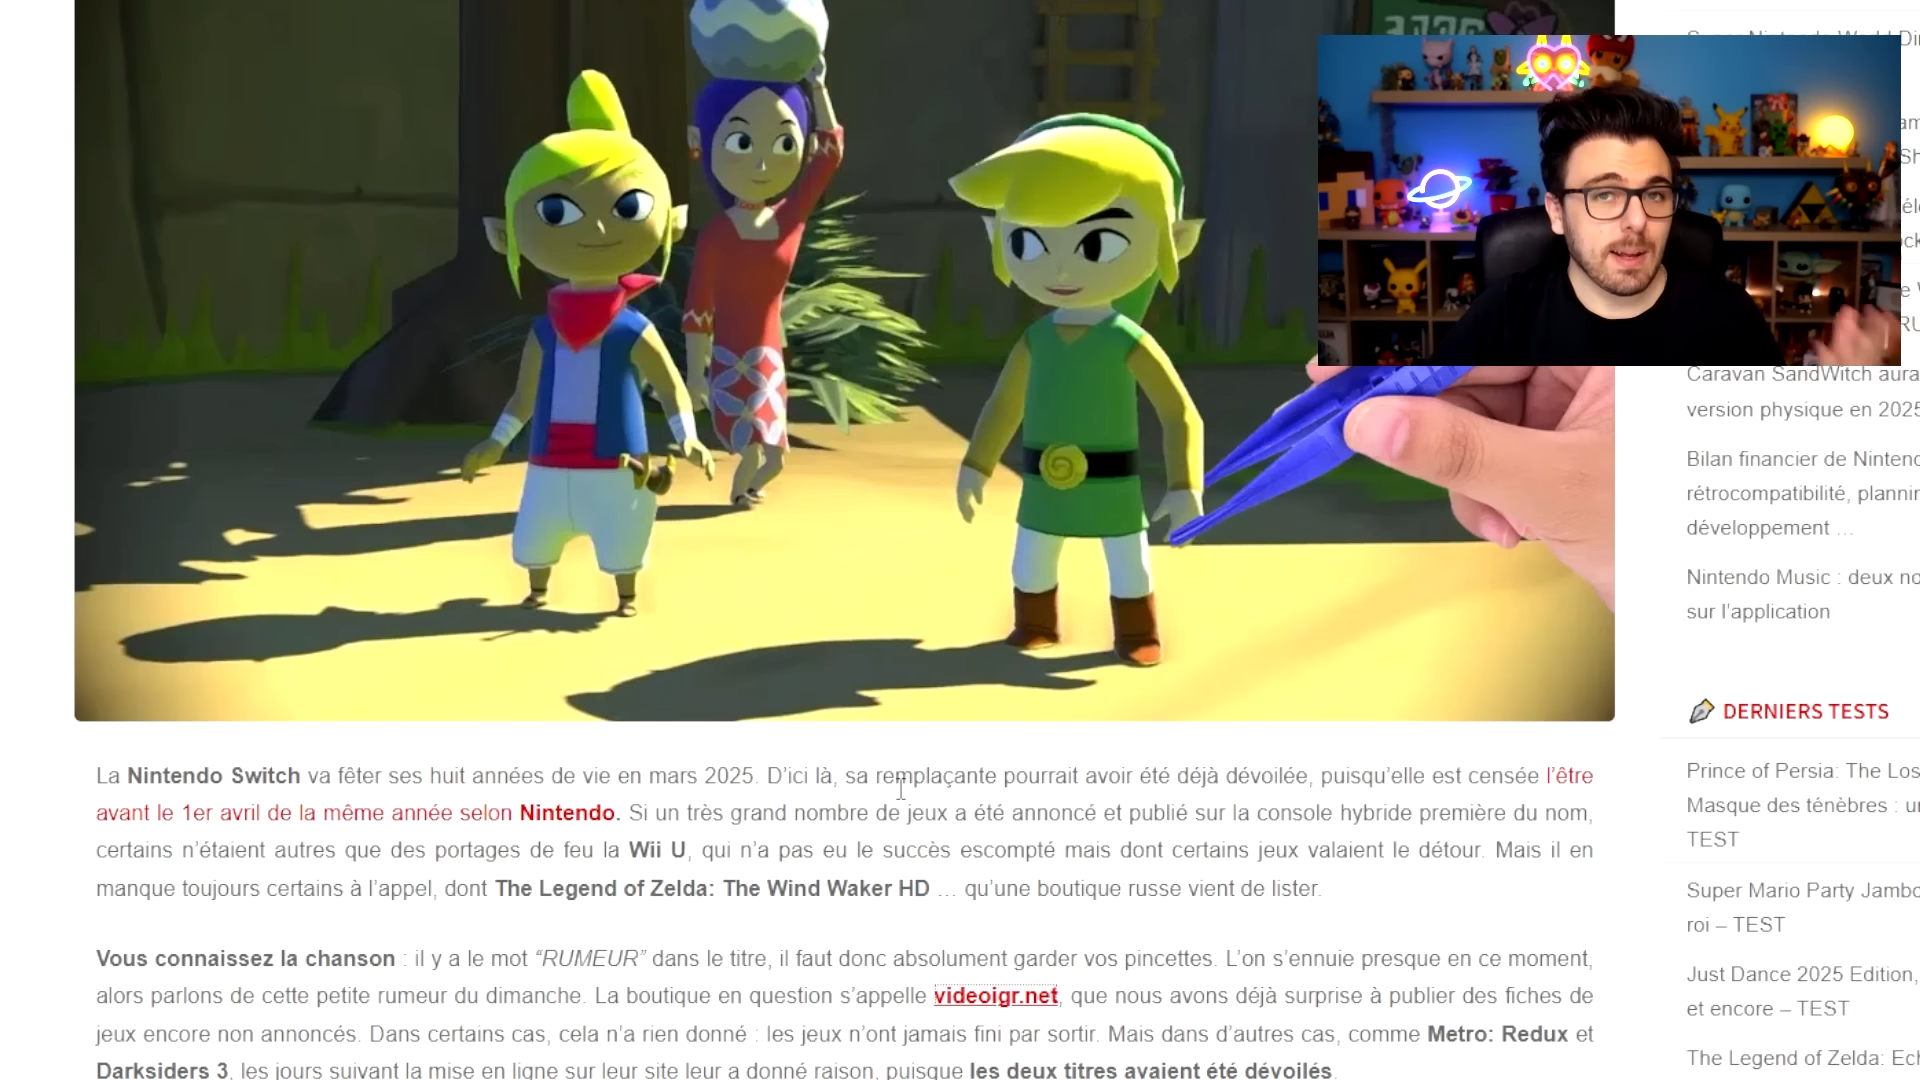 La Nintendo Switch va fêter ses huit années de vie en mars 2025. D’ici là, sa remplaçante pourrait avoir été déjà dévoilée, puisqu’elle est censée l’être
avant le 1er avril de la même année selon Nintendo. Si un très grand nombre de jeux a été annoncé et publié sur la console hybride première du nom,
certains n’étaient autres que des portages de feu la Wii U, qui n’a pas eu le succès escompté mais dont certains jeux valaient le détour. Mais il en
manque toujours certains à l’appel, dont The Legend of Zelda: The Wind Waker HD … qu’une boutique russe vient de lister.
Vous connaissez la chanson : il y a le mot “RUMEUR” dans le titre, il faut donc absolument garder vos pincettes. L’on s’ennuie presque en ce moment,
alors parlons de cette petite rumeur du dimanche. La boutique en question s’appelle videoigr.net, que nous avons déjà surprise à publier des fiches de
jeux encore non annoncés. Dans certains cas, cela n’a rien donné : les jeux n’ont jamais fini par sortir. Mais dans d’autres cas, comme Metro: Redux et
Darksiders 3, les jours suivant la mise en ligne sur leur site leur a donné raison, puisque les deux titres avaient été dévoilés.
Caravan SandWitch aura
version physique en 2025
Bilan financier de Nintend
rétrocompatibilité, plannin
développement …
Nintendo Music : deux no
sur l’application
DERNIERS TESTS
Prince of Persia: The Los
Masque des ténèbres : u
TEST
Super Mario Party Jambo
roi – TEST
Just Dance 2025 Edition,
et encore – TEST
The Legend of Zelda: Ech